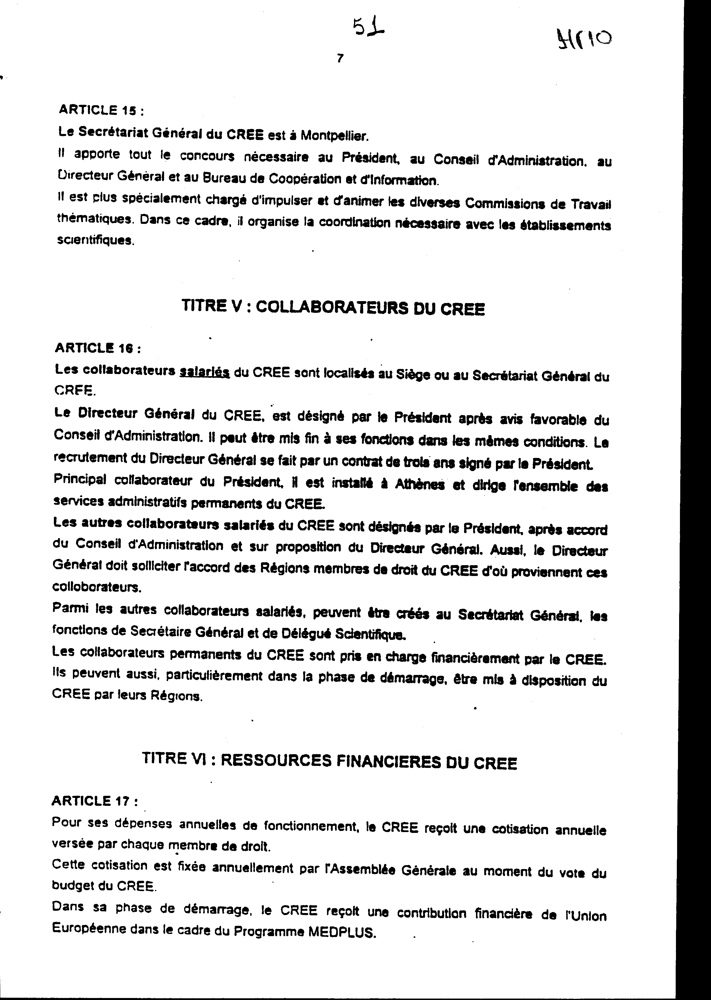 51
7
ARTICLE 15 :
Le Secrétariat Général du CREE est à Montpellier.
Il apporte tout le concours nécessaire au Président, au Conseil d'Administration. au
Directeur Général et au Bureau de Coopération et d'Information.
Il est plus spécialement chargé d'impulser et d'animer les diverses Commissions de Travail
thématiques. Dans ce cadre, il organise la coordination nécessaire avec les établissements
scientifiques.
TITRE V : COLLABORATEURS DU CREE
ARTICLE 16 :
Les collaborateurs salariés du CREE sont localisés au Siège ou au Secrétariat Général du
CREE.
Le Directeur Général du CREE, est désigné par le Président après avis favorable du
Conseil d'Administration. Il peut être mis fin à ses fonctions dans les mêmes conditions. Le
recrutement du Directeur Général se fait par un contrat de trois ans signé par le Président.
Principal collaborateur du Président, il est installé à Athènes et dirige l'ensemble des
services administratifs permanents du CREE.
Les autres collaborateurs salariés du CREE sont désignés par le Président, après accord
du Conseil d'Administration et sur proposition du Directeur Général. Aussi, le Directeur
Général doit solliciter l'accord des Régions membres de droit du CREE d'où proviennent ces
colloborateurs.
Parmi les autres collaborateurs salariés, peuvent être créés au Secrétariat Général, les
fonctions de Secrétaire Général et de Délégué Scientifique.
Les collaborateurs permanents du CREE sont pris en charge financièrement par le CREE.
Ils peuvent aussi, particulièrement dans la phase de démarrage, être mis à disposition du
CREE par leurs Régions.
TITRE VI : RESSOURCES FINANCIERES DU CREE
ARTICLE 17 :
Pour ses dépenses annuelles de fonctionnement, le CREE reçoit une cotisation annuelle
versée par chaque membre de droit.
Cette cotisation est fixée annuellement par l'Assemblée Générale au moment du vote du
budget du CREE.
Dans sa phase de démarrage, le CREE reçoit une contribution financière de l'Union
Européenne dans le cadre du Programme MEDPLUS.